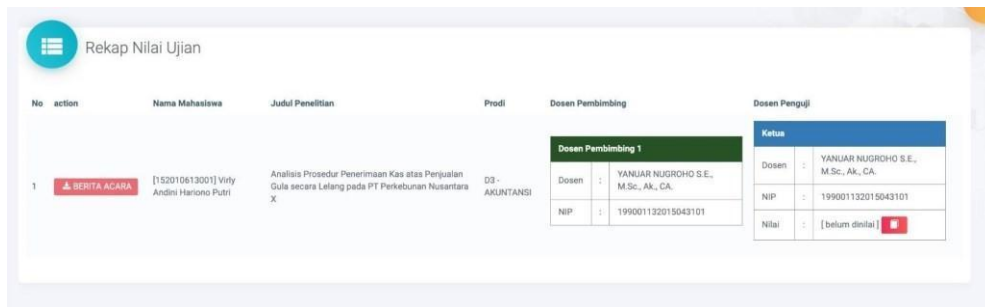 Rekap Nilai Ujian
No action Nama Mahasiswa Judul Penelitian Prodi Dosen Pembimbing Dosen Penguji
1 BERITA ACARA
[152010613001] Virly
Andini Hariono Putri
Analisis Prosedur Penerimaan Kas atas Penjualan
Gula secara Lelang pada PT Perkebunan Nusantara
X
D3 -
AKUNTANSI
Dosen Pembimbing 1
Dosen : YANUAR NUGROHO S.E.,
M.Sc., Ak., CA.
NIP : 199001132015043101
Ketua
Dosen : YANUAR NUGROHO S.E.,
M.Sc., Ak., CA.
NIP : 199001132015043101
Nilai : [ belum dinilai ]